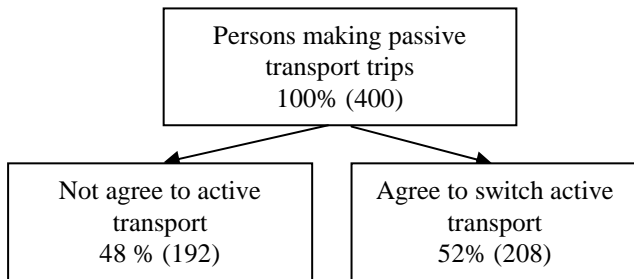 Persons making passive
transport trips
100% (400)
Not agree to active
transport
48 % (192)
Agree to switch active
transport
52% (208)